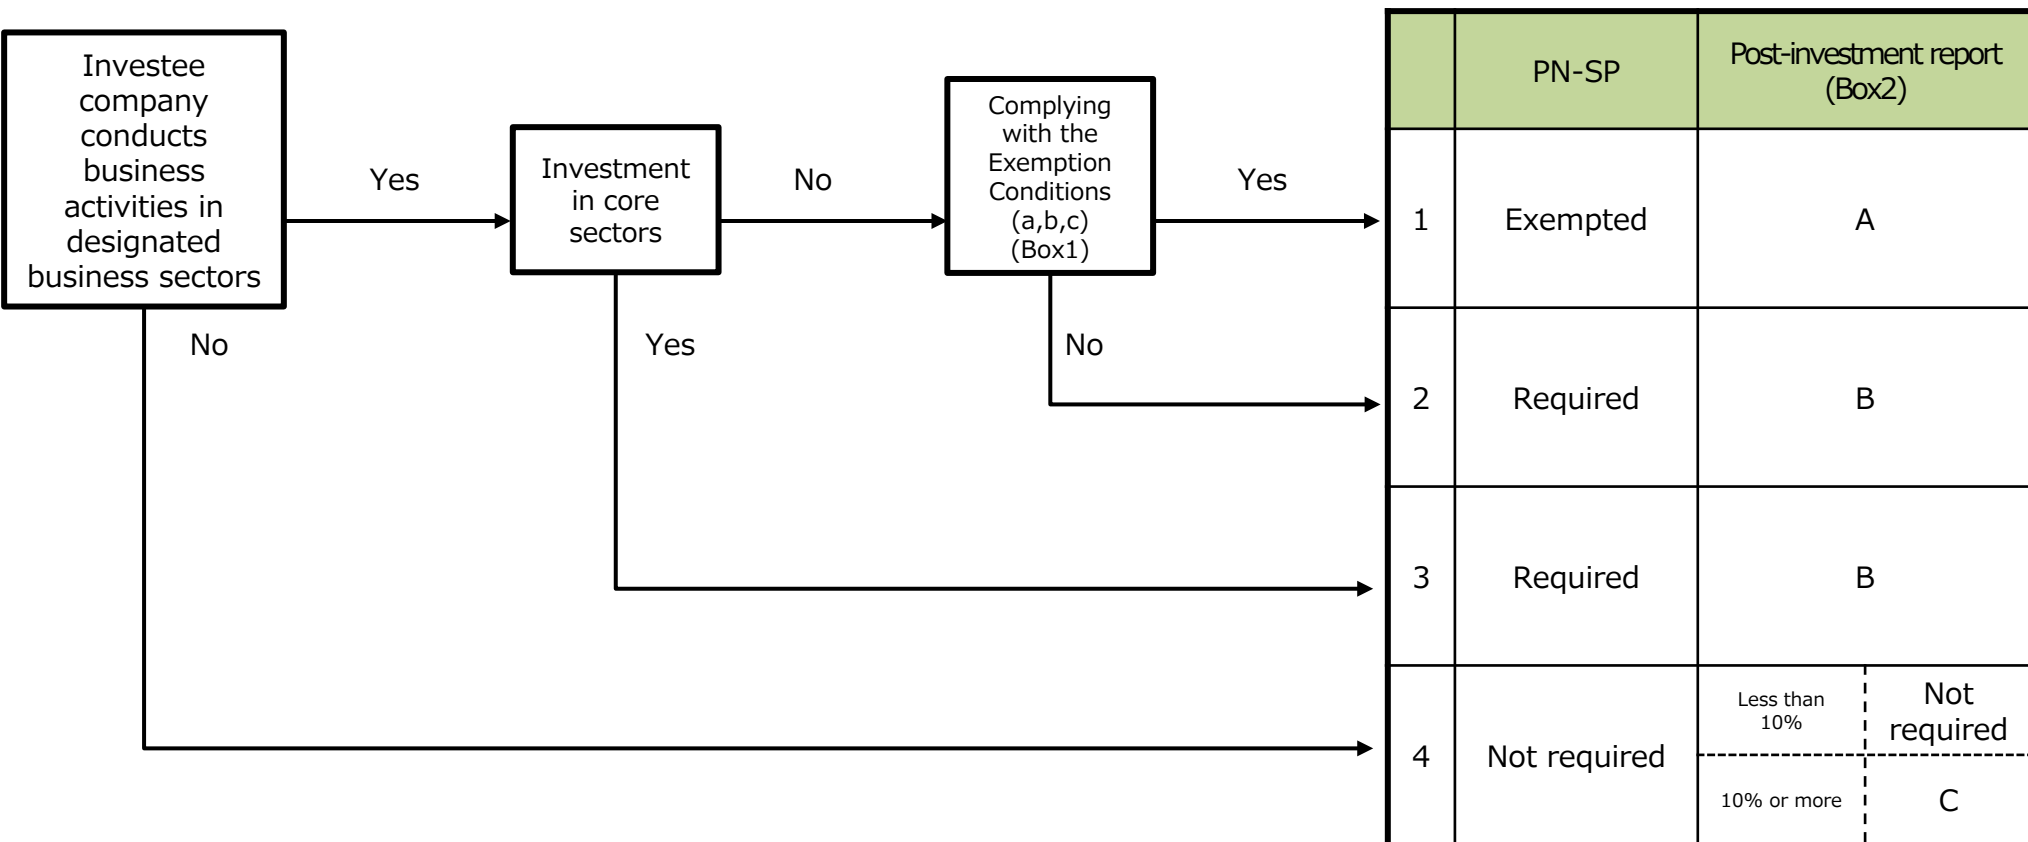 Investee
company
conducts
business
activities in
designated
business sectors
Yes
No
Investment
in core
sectors
No
Yes
Complying
with the
Exemption
Conditions
(a,b,c)
(Box1)
Yes
No
PN-SP
Post-investment report
(Box2)
1
Exempted
A
2
Required
B
3
Required
B
4
Not required
Less than
10%
Not
required
10% or more
C